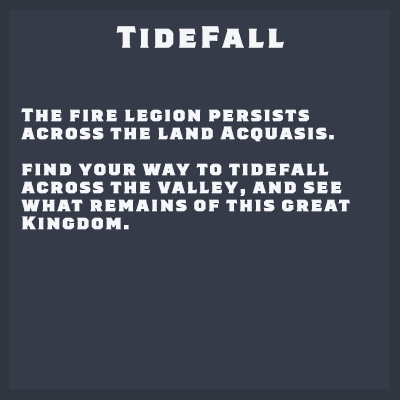 TideFall
The fire legion persists
across the land Acquasis.
find your way to tidefall
across the valley, and see
what remains of this great
Kingdom.